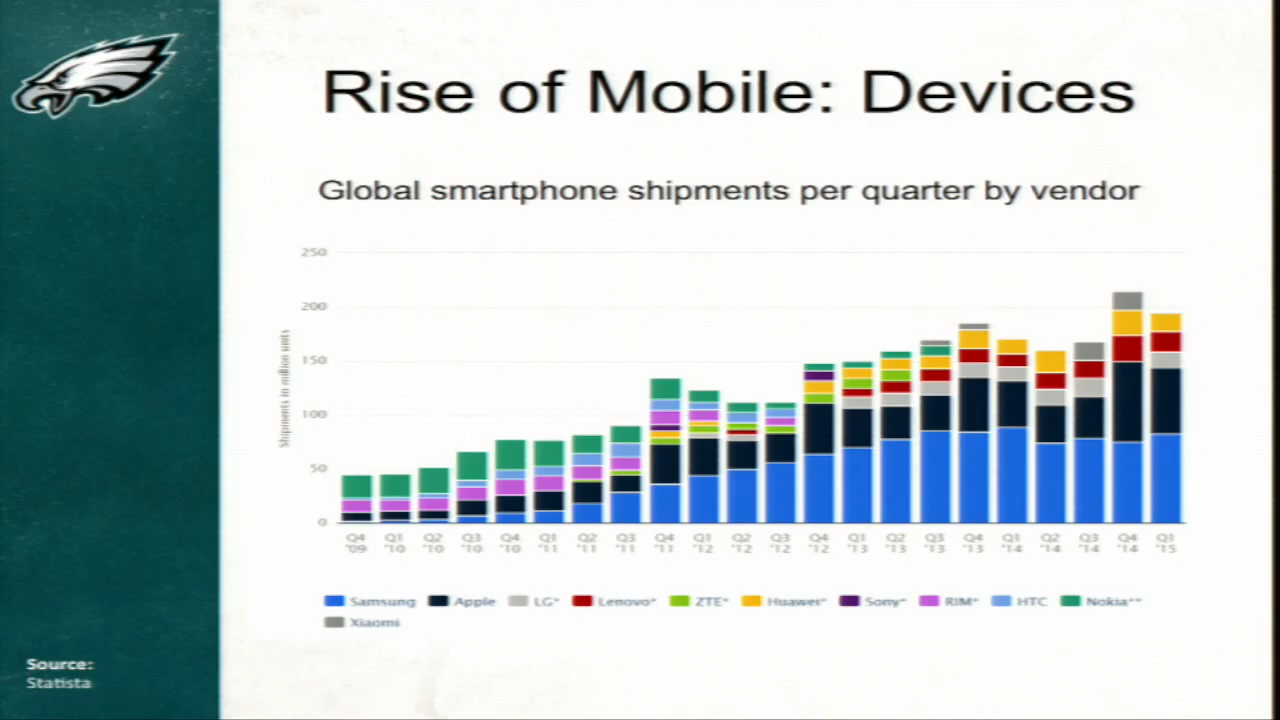 Rise of Mobile: Devices
Global smartphone shipments per quarter by vendor
250
200
150
100
50
0
Shipments in million units
Q4 '09
Q1 '10
Q2 '10
Q3 '10
Q4 '10
Q1 '11
Q2 '11
Q3 '11
Q4 '11
Q1 '12
Q2 '12
Q3 '12
Q4 '12
Q1 '13
Q2 '13
Q3 '13
Q4 '13
Q1 '14
Q2 '14
Q3 '14
Q4 '14
Q1 '15
Samsung Apple LG* Lenovo* ZTE* Huawei* Sony* RIM* HTC Nokia**
Xiaomi
Source:
Statista